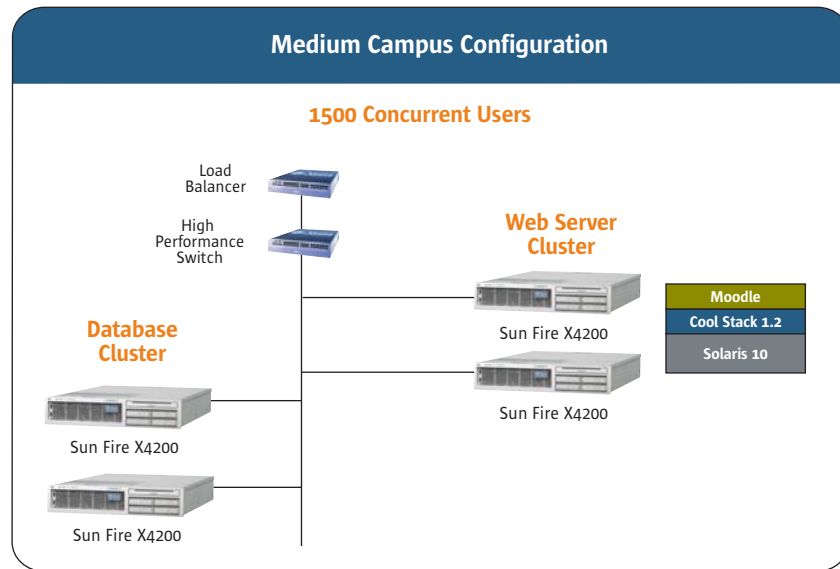 Medium Campus Configuration
1500 Concurrent Users
Load
Balancer
High
Performance
Switch
Web Server
Cluster
Sun Fire X4200
Sun Fire X4200
Moodle
Cool Stack 1.2
Solaris 10
Database
Cluster
Sun Fire X4200
Sun Fire X4200